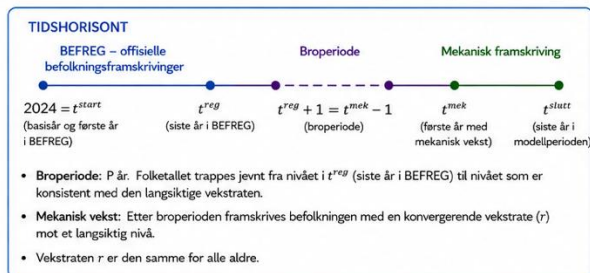 TIDSHORISONT
BEFREG – offisielle befolkningsframskrivinger
Broperiode
Mekanisk framskriving
2024 = t^start
(basisår og første år i BEFREG)
t^reg
(siste år i BEFREG)
t^reg + 1 = t^mek − 1
(broperiode)
t^mek
(første år med mekanisk vekst)
t^slutt
(siste år i modellperioden)
• Broperiode: P år. Folketallet trappes jevnt fra nivået i t^reg (siste år i BEFREG) til nivået som er
konsistent med den langsiktige vekstraten.
• Mekanisk vekst: Etter broperioden framskrives befolkningen med en konvergerende vekstrate (r)
mot et langsiktig nivå.
• Vekstraten r er den samme for alle aldre.